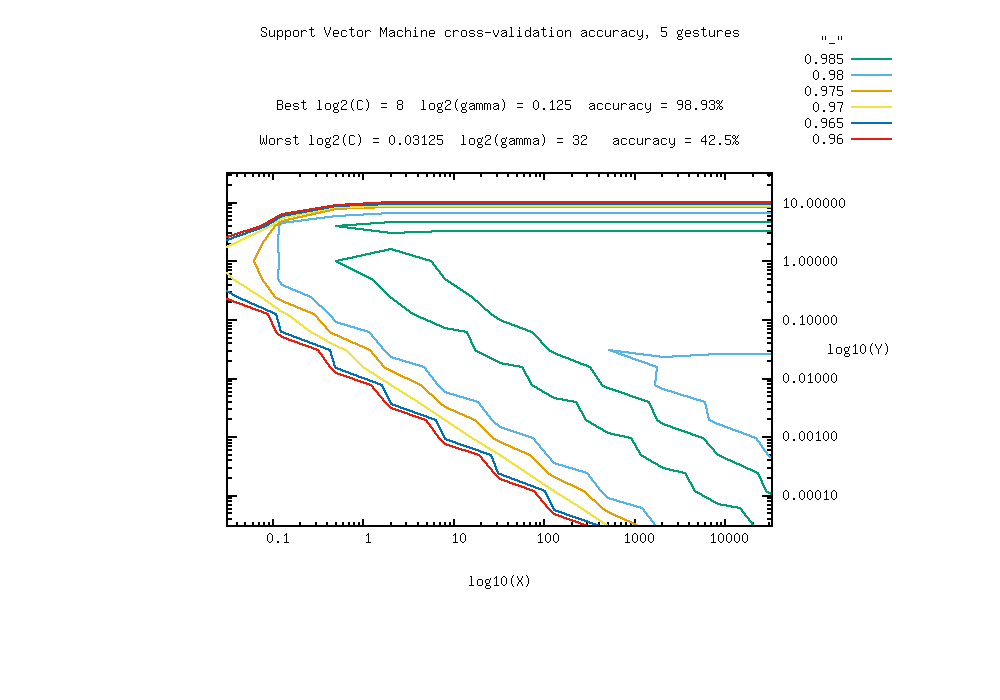 Support Vector Machine cross-validation accuracy, 5 gestures
Best log2(C) = 8  log2(gamma) = 0.125  accuracy = 98.93%
Worst log2(C) = 0.03125  log2(gamma) = 32   accuracy = 42.5%
"_"
0.985
0.98
0.975
0.97
0.965
0.96
10.00000
1.00000
0.10000
log10(Y)
0.01000
0.00100
0.00010
0.1 1 10 100 1000 10000
log10(X)